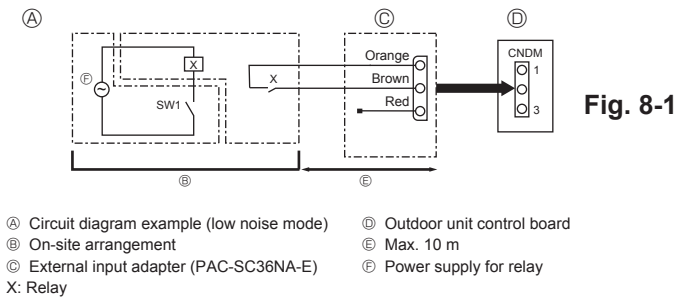 Ⓐ Ⓒ Ⓓ
Orange
CNDM
Ⓕ X
X Brown
1
SW1
Red
3
Fig. 8-1
Ⓑ Ⓔ
Ⓐ Circuit diagram example (low noise mode)
Ⓑ On-site arrangement
Ⓒ External input adapter (PAC-SC36NA-E)
X: Relay
Ⓓ Outdoor unit control board
Ⓔ Max. 10 m
Ⓕ Power supply for relay